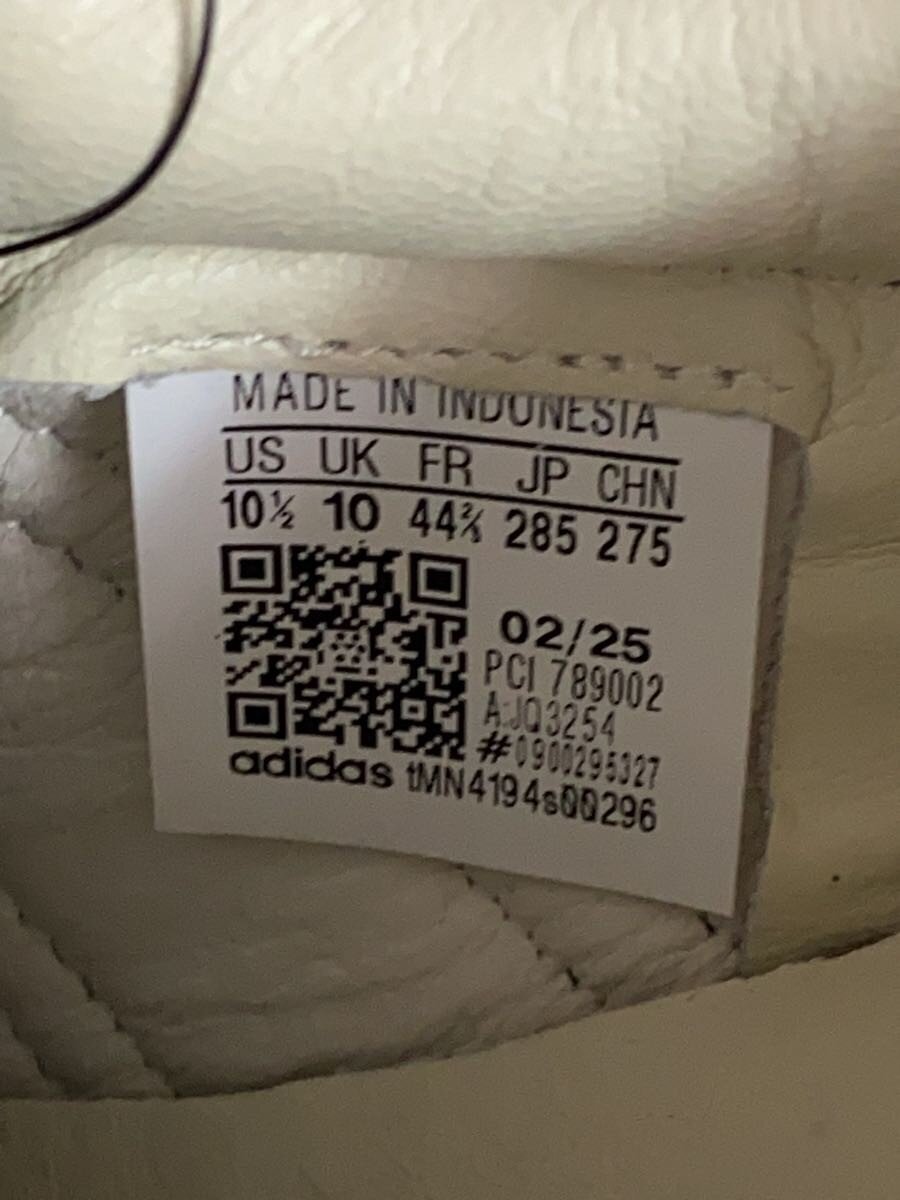 MADE IN INDONESIA
US UK FR JP CHN
10½ 10 44⅔ 285 275
02/25
PCI 789002
A:JQ3254
#0900295327
adidas tMN4194s00296